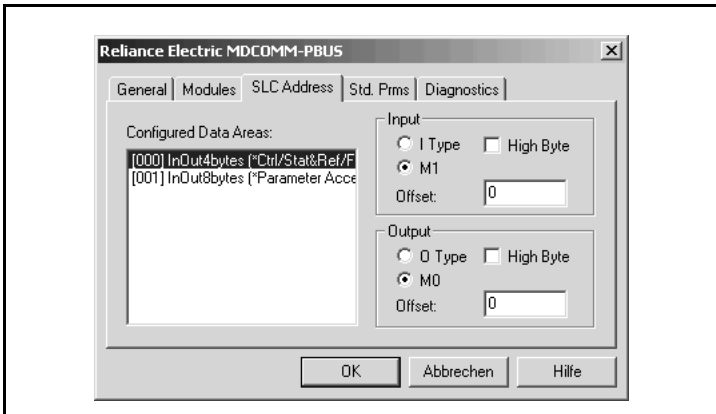 Reliance Electric MDCOMM-PBUS
General Modules SLC Address Std. Prms Diagnostics
Configured Data Areas:
[000] InOut4bytes (*Ctrl/Stat&Ref/F
[001] InOut8bytes (*Parameter Acce
Input
I Type High Byte
M1
Offset: 0
Output
O Type High Byte
M0
Offset: 0
OK Abbrechen Hilfe